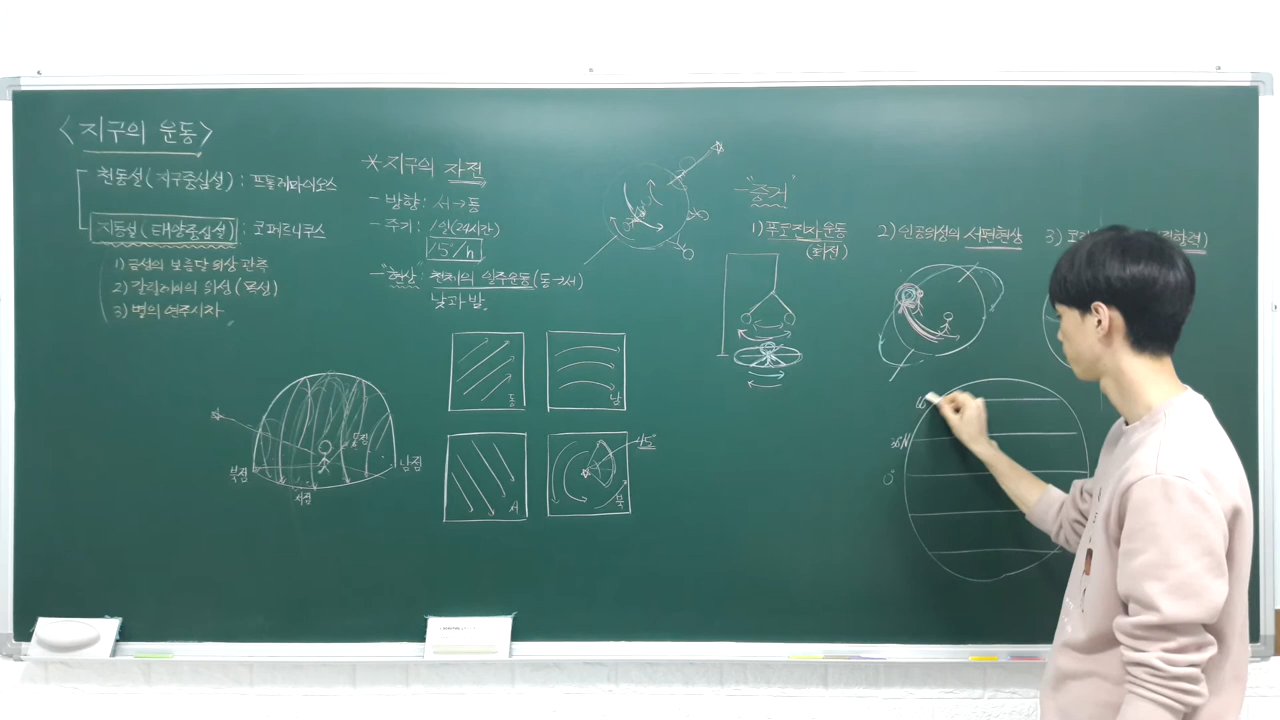 <지구의 운동>
천동설(지구중심설) : 프톨레마이오스
지동설(태양중심설) : 코페르니쿠스
1) 금성의 보름달 위상 관측
2) 갈릴레이의 위성 (목성)
3) 별의 연주시차
*지구의 자전
- 방향 : 서→동
- 주기 : 1일(24시간)
15°/h
- "현상" : 천체의 일주운동(동→서)
낮과 밤.
동
남
서
북
45°
북점
서점
동점
남점
- "증거"
1) 푸코진자 운동
(회전)
2) 인공위성의 서편현상
3)
60
30°N
0°